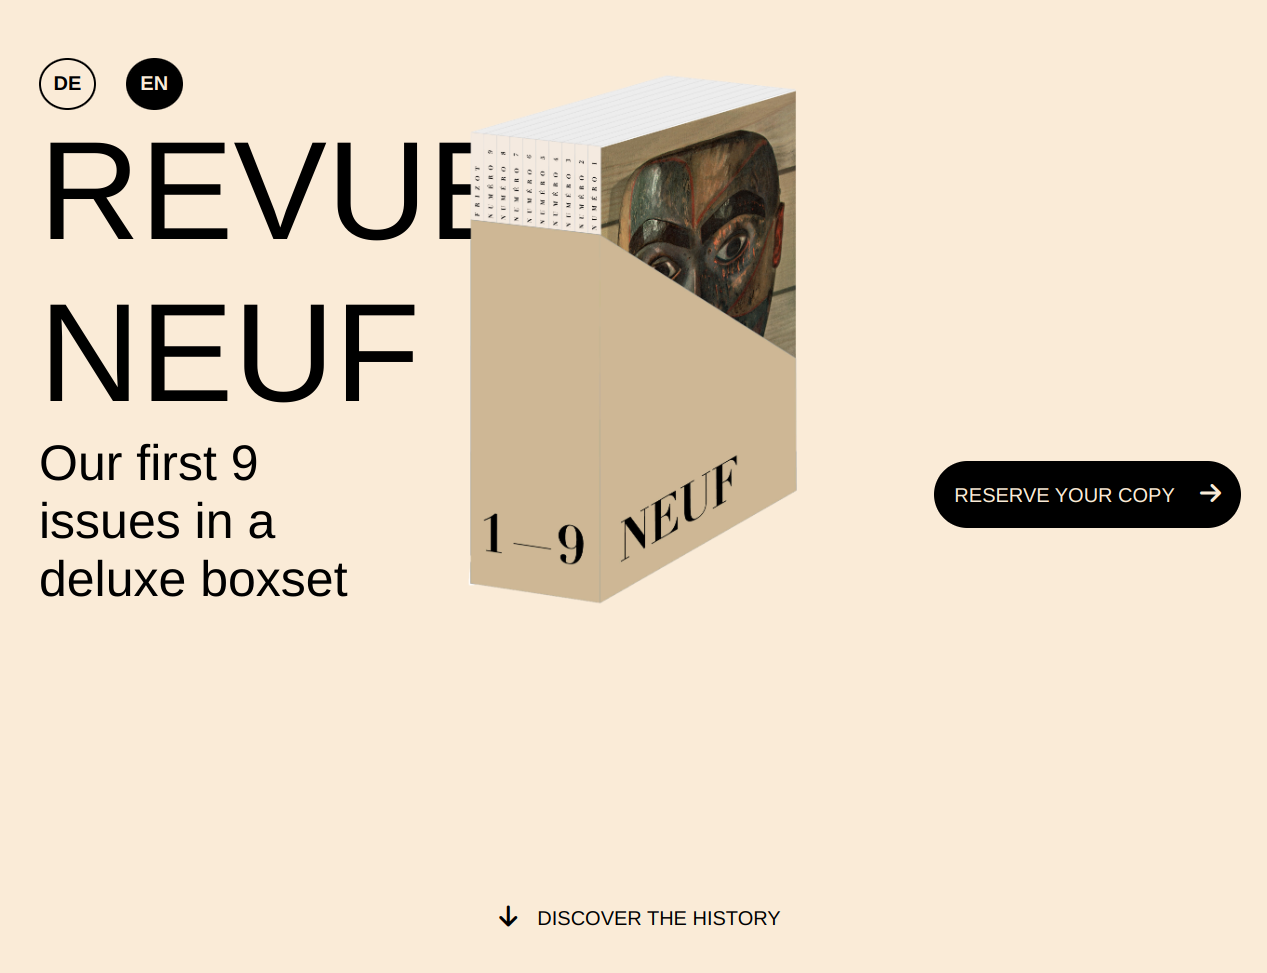 DE
EN
REVUE
NEUF
FRIZOT
NUMÉRO 9
NUMÉRO 8
NUMÉRO 7
NUMÉRO 6
NUMÉRO 5
NUMÉRO 4
NUMÉRO 3
NUMÉRO 2
NUMÉRO 1
1—9
NEUF
Our first 9
issues in a
deluxe boxset
RESERVE YOUR COPY
DISCOVER THE HISTORY